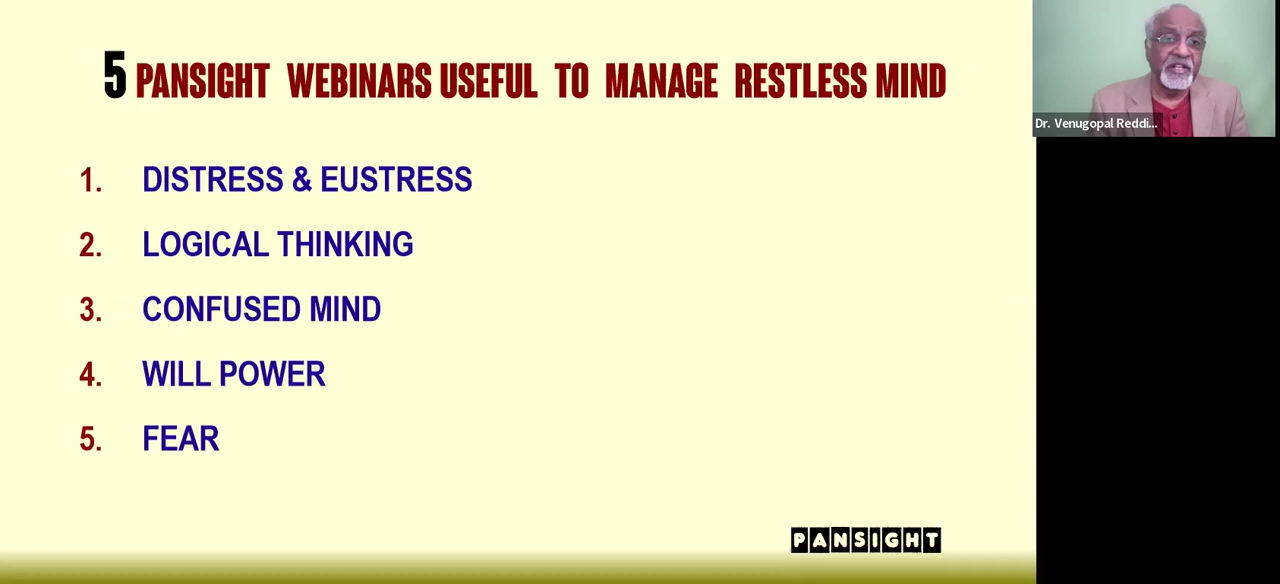 5 PANSIGHT WEBINARS USEFUL TO MANAGE RESTLESS MIND
Dr. Venugopal Reddi...
1. DISTRESS & EUSTRESS
2. LOGICAL THINKING
3. CONFUSED MIND
4. WILL POWER
5. FEAR
PANSIGHT